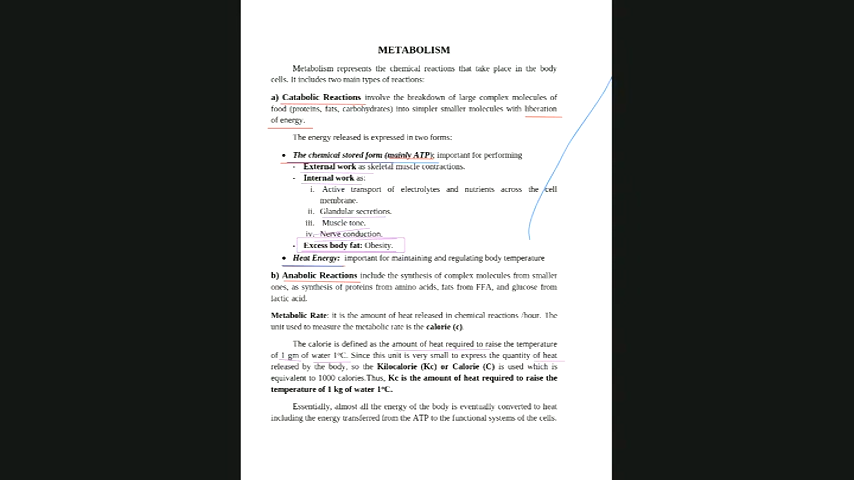 METABOLISM
Metabolism represents the chemical reactions that take place in the body
cells. It includes two main types of reactions:
a) Catabolic Reactions involve the breakdown of large complex molecules of
food (proteins, fats, carbohydrates) into simpler smaller molecules with liberation
of energy.
The energy released is expressed in two forms:
• The chemical stored form (mainly ATP); important for performing
- External work as skeletal muscle contractions.
- Internal work as:
i. Active transport of electrolytes and nutrients across the cell
membrane.
ii. Glandular secretions.
iii. Muscle tone.
iv. Nerve conduction.
- Excess body fat: Obesity.
• Heat Energy: important for maintaining and regulating body temperature
b) Anabolic Reactions include the synthesis of complex molecules from smaller
ones, as synthesis of proteins from amino acids, fats from FFA, and glucose from
lactic acid.
Metabolic Rate: it is the amount of heat released in chemical reactions /hour. The
unit used to measure the metabolic rate is the calorie (c).
The calorie is defined as the amount of heat required to raise the temperature
of 1 gm of water 1°C. Since this unit is very small to express the quantity of heat
released by the body, so the Kilocalorie (Kc) or Calorie (C) is used which is
equivalent to 1000 calories.Thus, Kc is the amount of heat required to raise the
temperature of 1 kg of water 1°C.
Essentially, almost all the energy of the body is eventually converted to heat
including the energy transferred from the ATP to the functional systems of the cells.